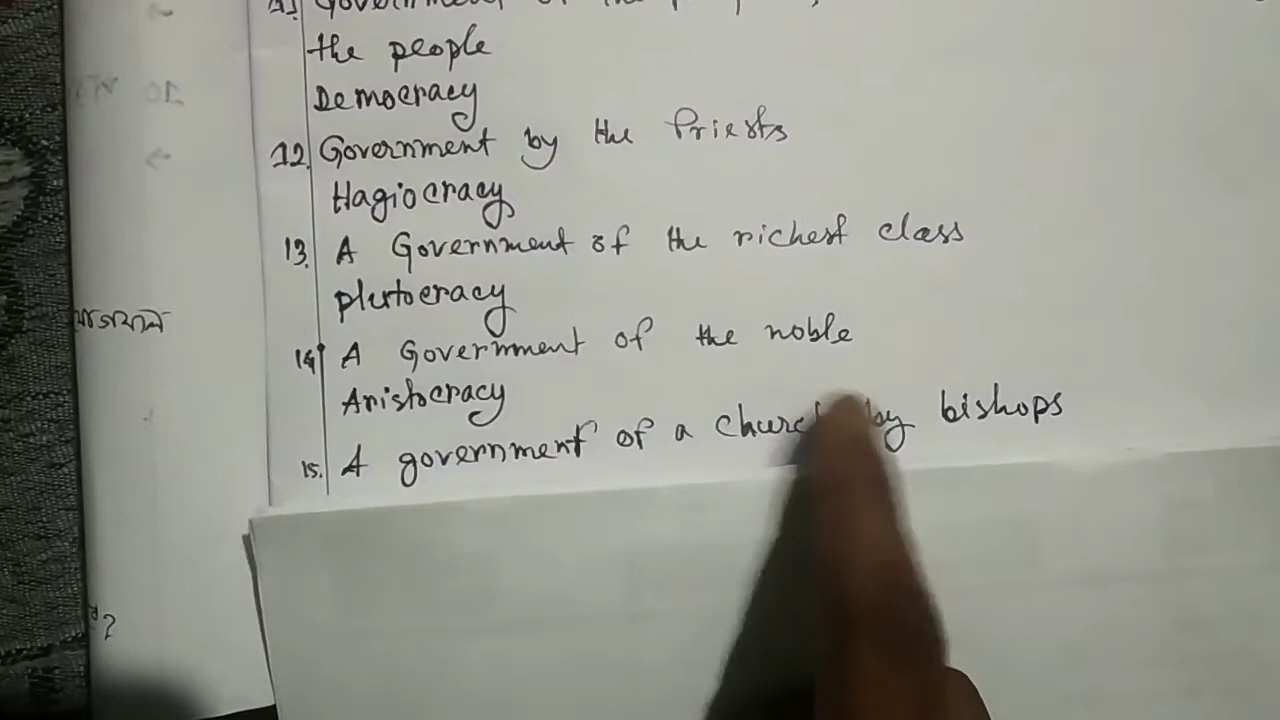 the people
Democracy
12. Government by the Priests
Hagiocracy
13. A Government of the richest class
plutocracy
14. A Government of the noble
Aristocracy
15. A government of a church by bishops